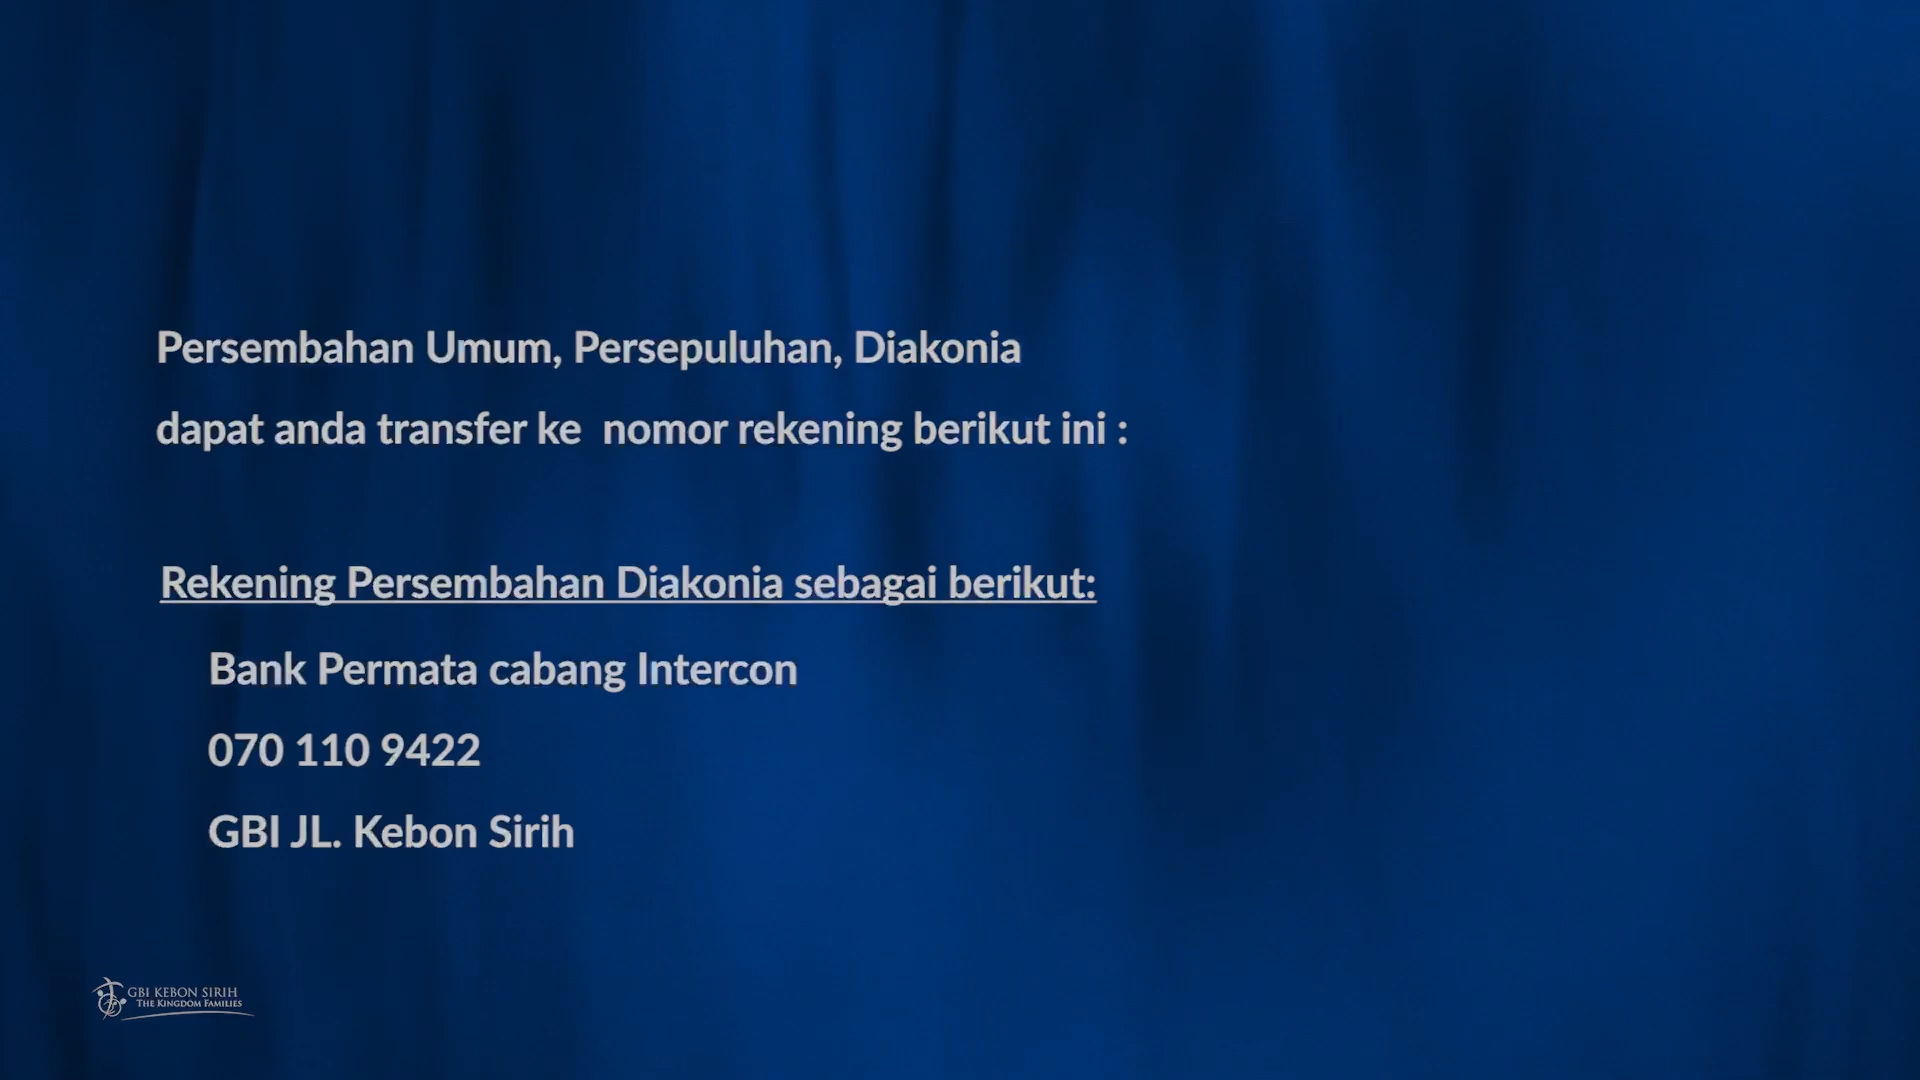 Persembahan Umum, Persepuluhan, Diakonia
dapat anda transfer ke  nomor rekening berikut ini :
Rekening Persembahan Diakonia sebagai berikut:
Bank Permata cabang Intercon
070 110 9422
GBI JL. Kebon Sirih
GBI KEBON SIRIH
THE KINGDOM FAMILIES